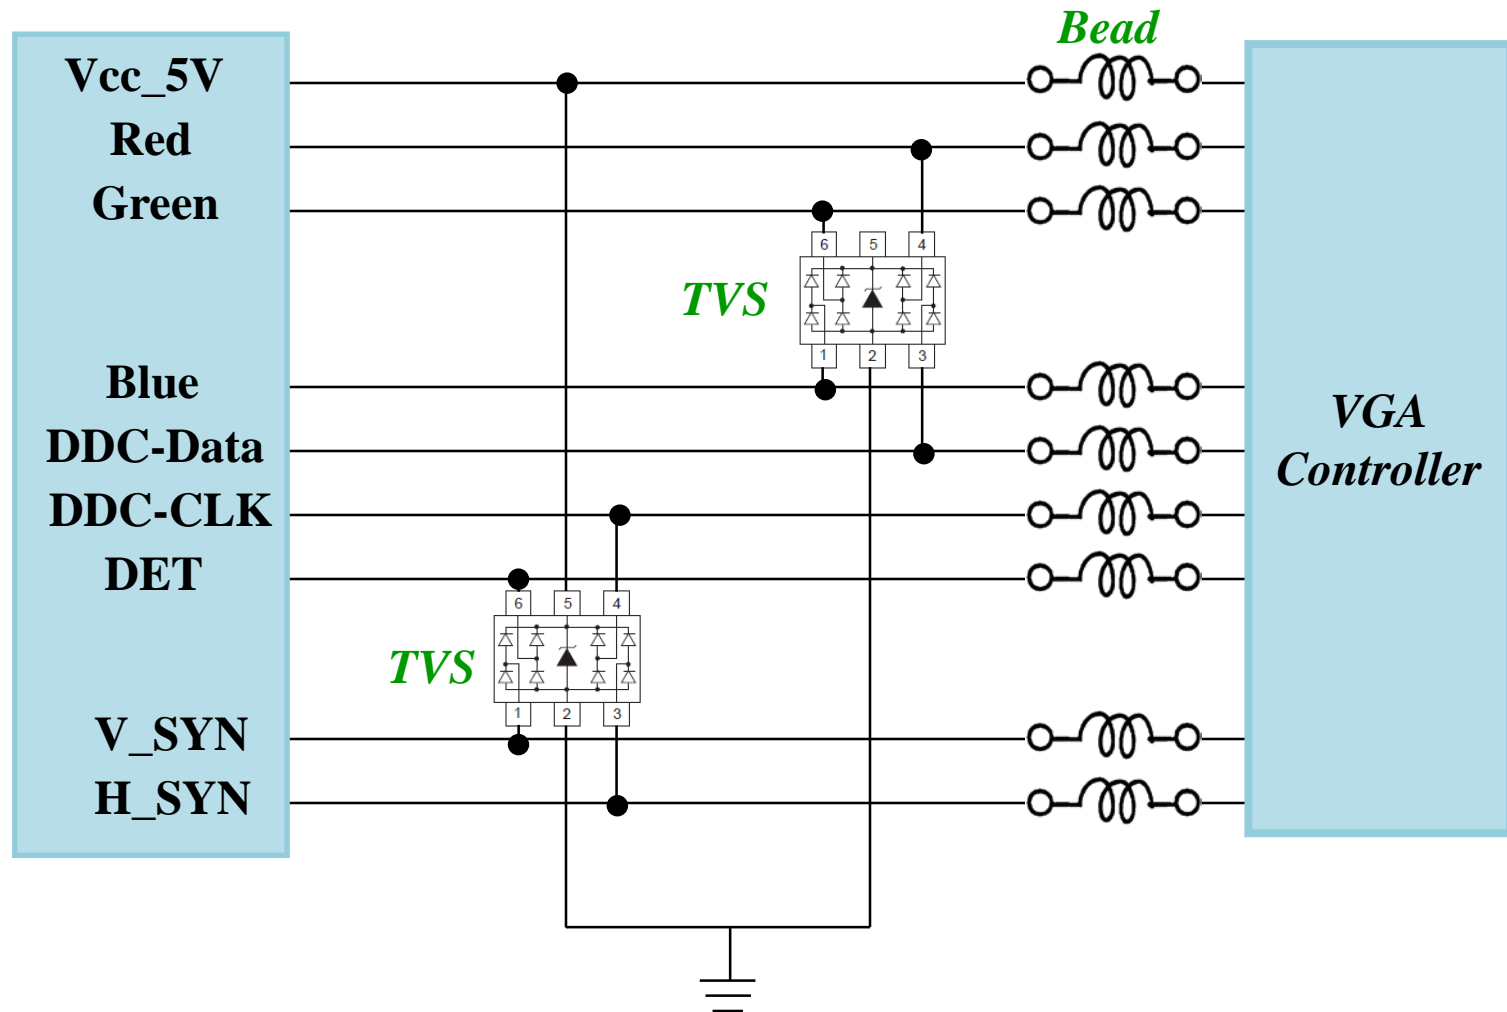 Bead
Vcc_5V
Red
Green
6 5 4
TVS
1 2 3
Blue
DDC-Data
VGA
Controller
DDC-CLK
DET
6 5 4
TVS
1 2 3
V_SYN
H_SYN